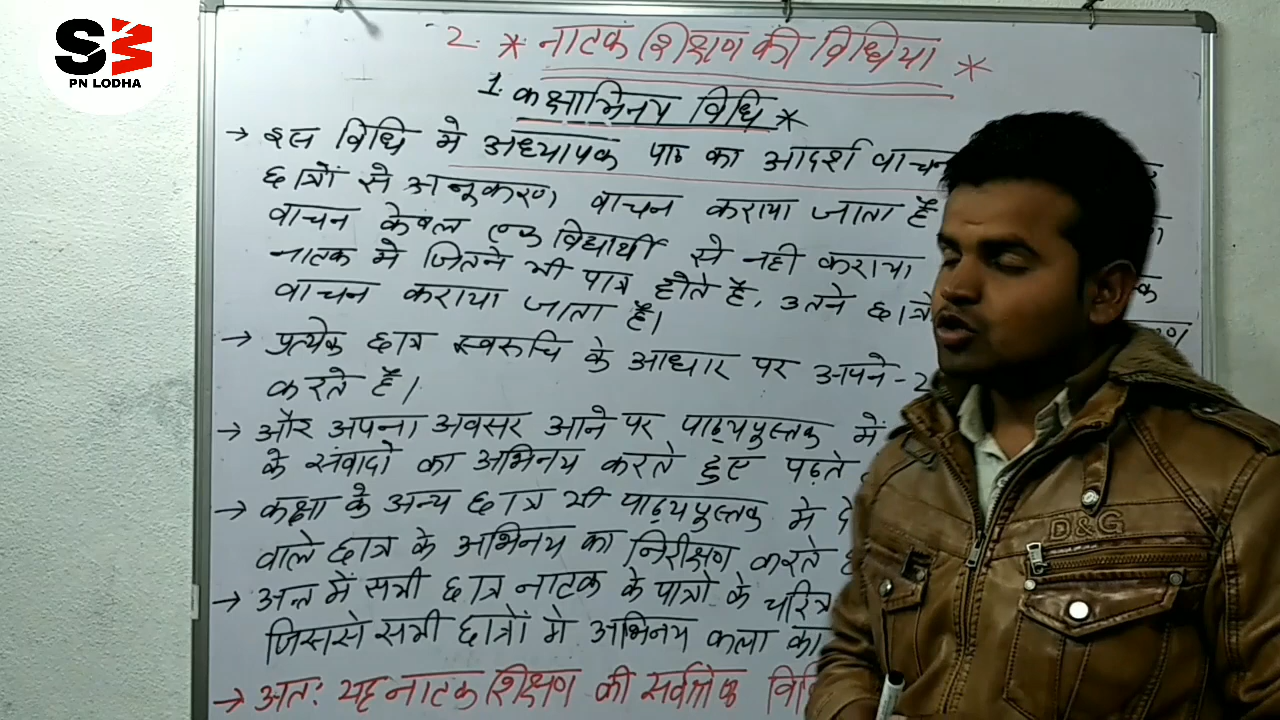 S3
PN LODHA
2. * नाटक शिक्षण की विधिया *
1. कक्षाभिनय विधि *
→ इस विधि मे अध्यापक पाठ का आदर्श वाचन
छात्रों से अनुकरण वाचन कराया जाता है
वाचन केवल एक विद्यार्थी से नही कराया
नाटक मे जितने भी पात्र होते है, उतने छात्रो
वाचन कराया जाता है।
→ प्रत्येक छात्र स्वरुचि के आधार पर अपने-2
करते है।
→ और अपना अवसर आने पर पाठ्यपुस्तक में
के संवादो का अभिनय करते हुए पढ़ते
→ कक्षा के अन्य छात्र भी पाठ्यपुस्तक मे दे
वाले छात्र के अभिनय का निरीक्षण करते
→ अन्त में सभी छात्र नाटक के पात्रो के चरित्र
जिससे सभी छात्रों मे अभिनय कला का
→ अतः यह नाटक शिक्षण की सर्वोत्तम विधि
D&G